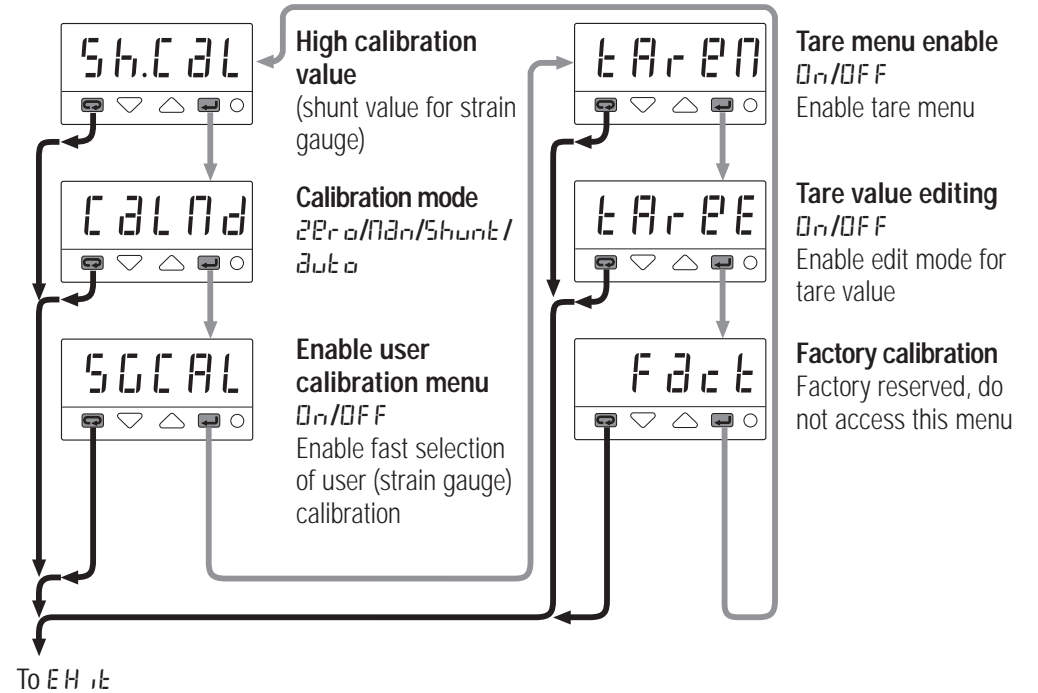 Sh.CAL
High calibration
value
(shunt value for strain
gauge)
CALMd
Calibration mode
ZEro/MAn/Shunt/
Auto
SGCAL
Enable user
calibration menu
On/OFF
Enable fast selection
of user (strain gauge)
calibration
To EHit
tArEM
Tare menu enable
On/OFF
Enable tare menu
tArEE
Tare value editing
On/OFF
Enable edit mode for
tare value
FAct
Factory calibration
Factory reserved, do
not access this menu